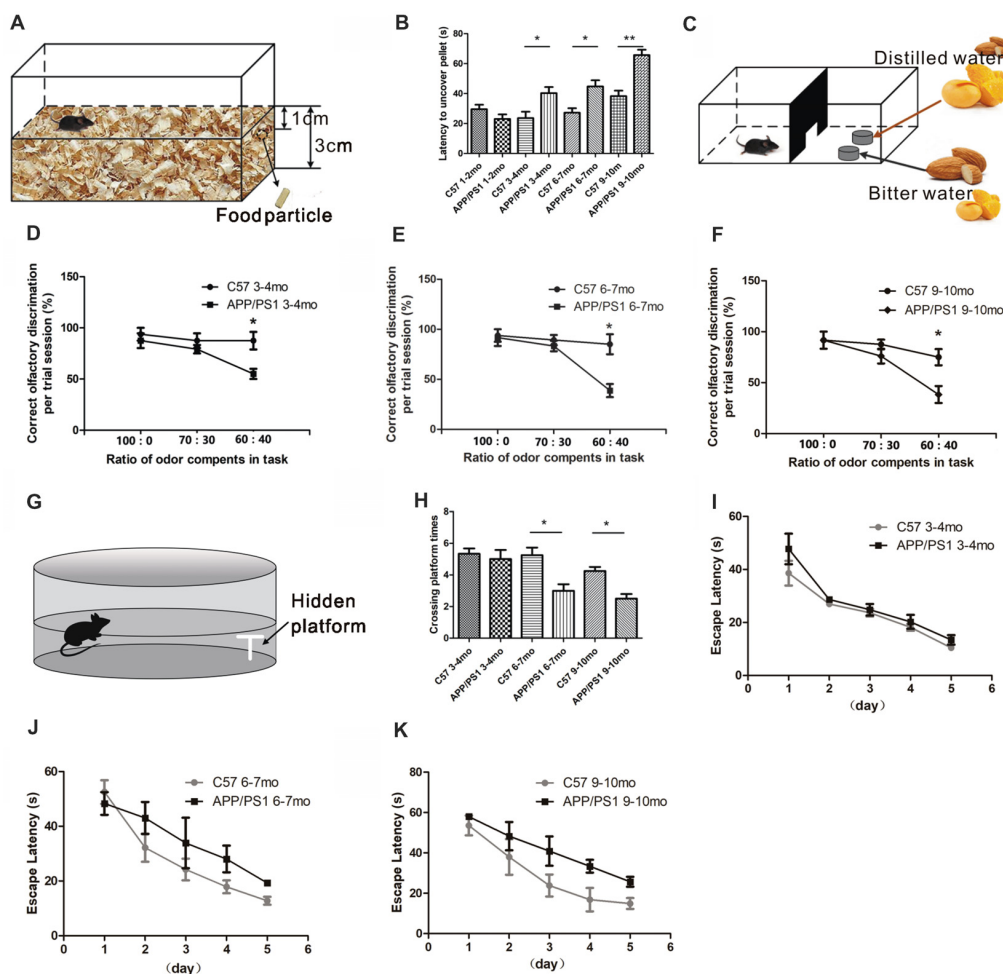 A
1cm
3cm
Food particle
B
Latency to uncover pellet (s)
80
60
40
20
0
*
*
**
C57 1-2mo
APP/PS1 1-2mo
C57 3-4mo
APP/PS1 3-4mo
C57 6-7mo
APP/PS1 6-7mo
C57 9-10m
APP/PS1 9-10mo
C
Distilled water
Bitter water
D
Correct olfactory discrimation
per trial session (%)
150
100
50
0
C57 3-4mo
APP/PS1 3-4mo
*
100 : 0 70 : 30 60 : 40
Ratio of odor compents in task
E
Correct olfactory discrimation
per trial session (%)
150
100
50
0
C57 6-7mo
APP/PS1 6-7mo
*
100 : 0 70 : 30 60 : 40
Ratio of odor compents in task
F
Correct olfactory discrimation
per trial session (%)
150
100
50
0
C57 9-10mo
APP/PS1 9-10mo
*
100 : 0 70 : 30 60 : 40
Ratio of odor compents in task
G
Hidden
platform
H
Crossing platform times
8
6
4
2
0
*
*
C57 3-4mo
APP/PS1 3-4mo
C57 6-7mo
APP/PS1 6-7mo
C57 9-10mo
APP/PS1 9-10mo
I
Escape Latency (s)
60
40
20
0
C57 3-4mo
APP/PS1 3-4mo
0 1 2 3 4 5 6
（day）
J
Escape Latency (s)
60
40
20
0
C57 6-7mo
APP/PS1 6-7mo
0 1 2 3 4 5 6
（day）
K
Escape Latency (s)
80
60
40
20
0
C57 9-10mo
APP/PS1 9-10mo
0 1 2 3 4 5 6
（day）